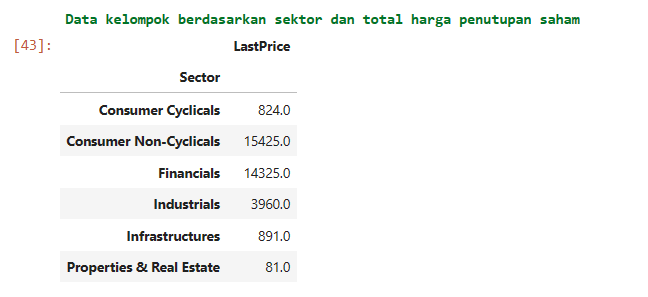 Data kelompok berdasarkan sektor dan total harga penutupan saham
[43]: LastPrice
Sector
Consumer Cyclicals 824.0
Consumer Non-Cyclicals 15425.0
Financials 14325.0
Industrials 3960.0
Infrastructures 891.0
Properties & Real Estate 81.0